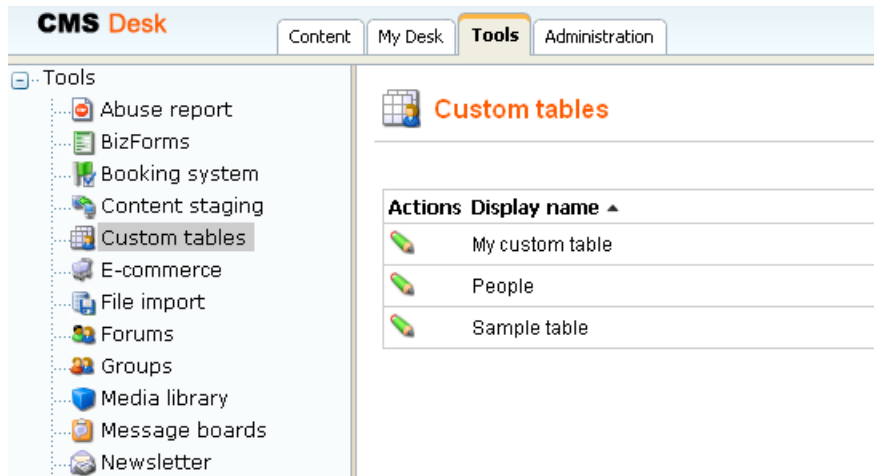 CMS Desk
Content My Desk Tools Administration
Tools
Abuse report
BizForms
Booking system
Content staging
Custom tables
E-commerce
File import
Forums
Groups
Media library
Message boards
Newsletter
Custom tables
Actions Display name
My custom table
People
Sample table